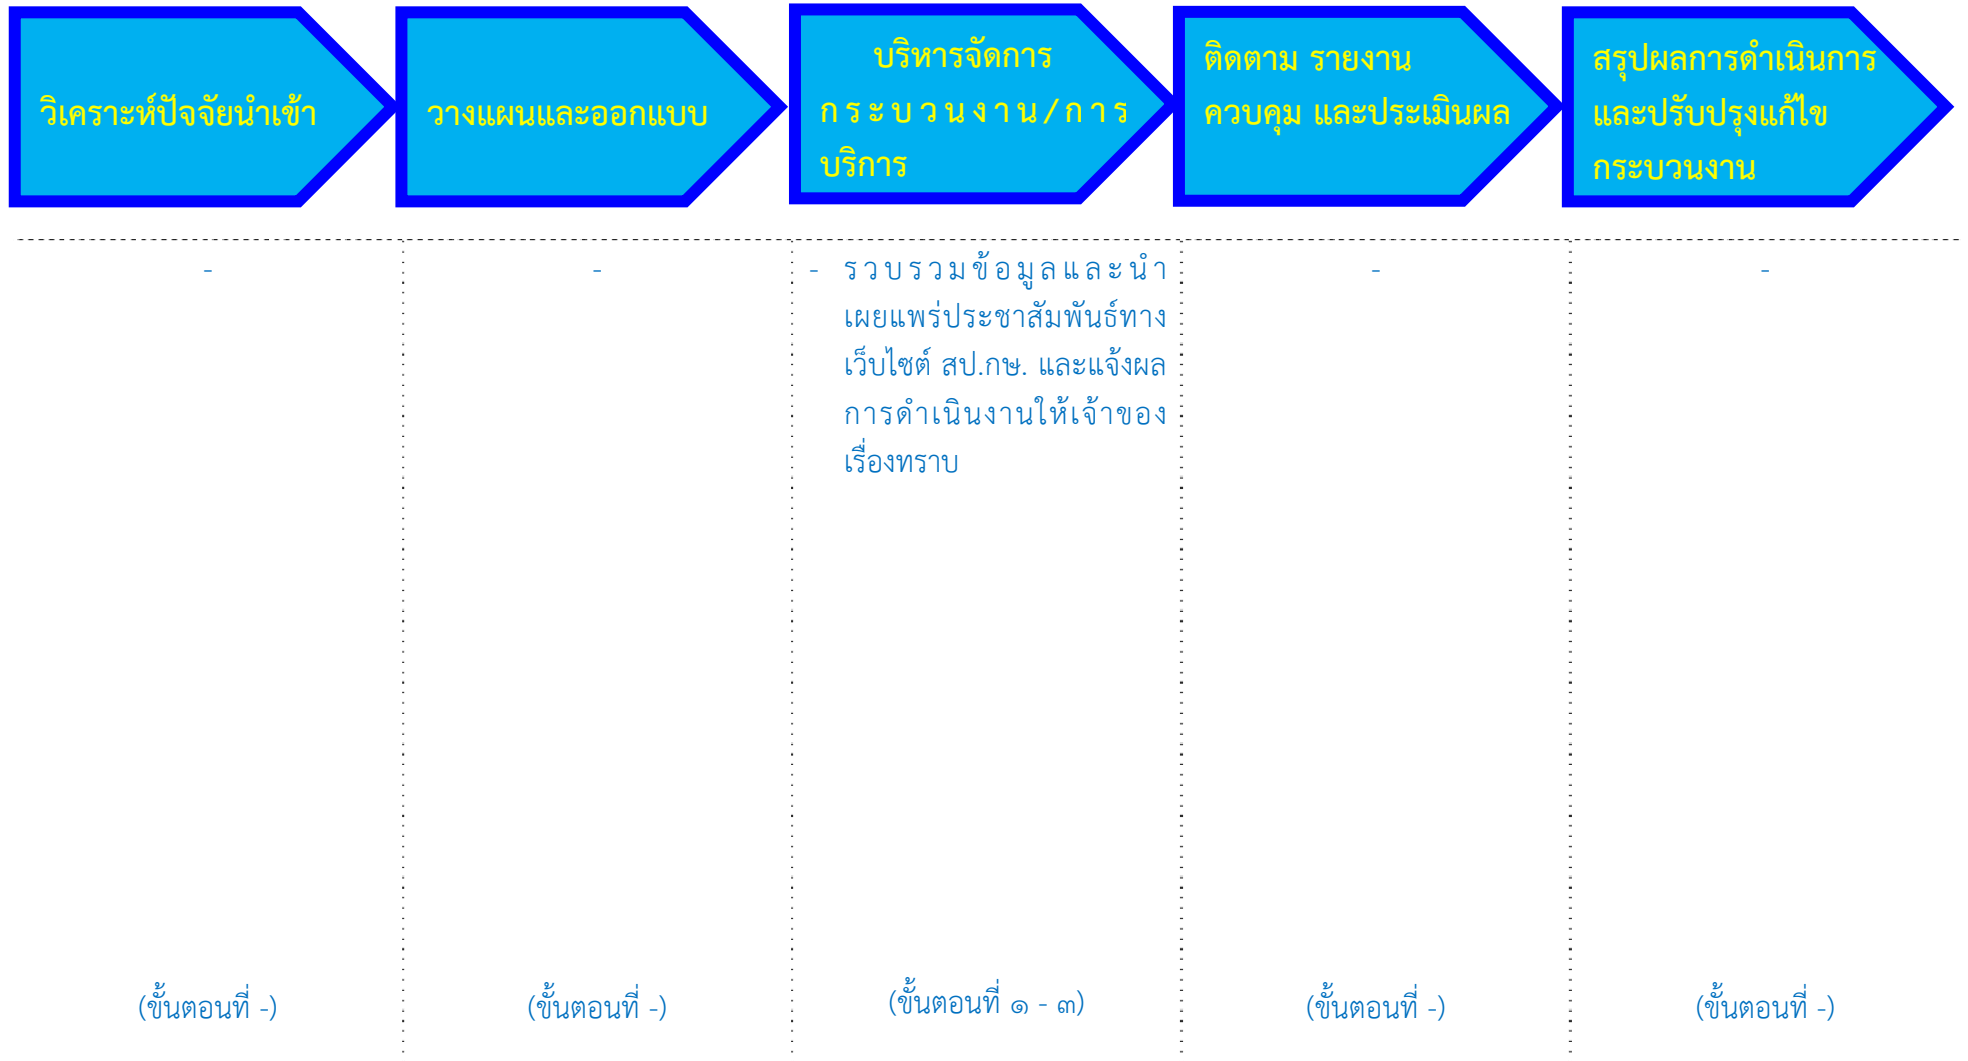 วิเคราะห์ปัจจัยนำเข้า
วางแผนและออกแบบ
บริหารจัดการ
กระบวนงาน/การ
บริการ
ติดตาม รายงาน
ควบคุม และประเมินผล
สรุปผลการดำเนินการ
และปรับปรุงแก้ไข
กระบวนงาน
-
-
- รวบรวมข้อมูลและนำ
เผยแพร่ประชาสัมพันธ์ทาง
เว็บไซต์ สป.กษ. และแจ้งผล
การดำเนินงานให้เจ้าของ
เรื่องทราบ
-
-
(ขั้นตอนที่ -)
(ขั้นตอนที่ -)
(ขั้นตอนที่ ๑ - ๓)
(ขั้นตอนที่ -)
(ขั้นตอนที่ -)